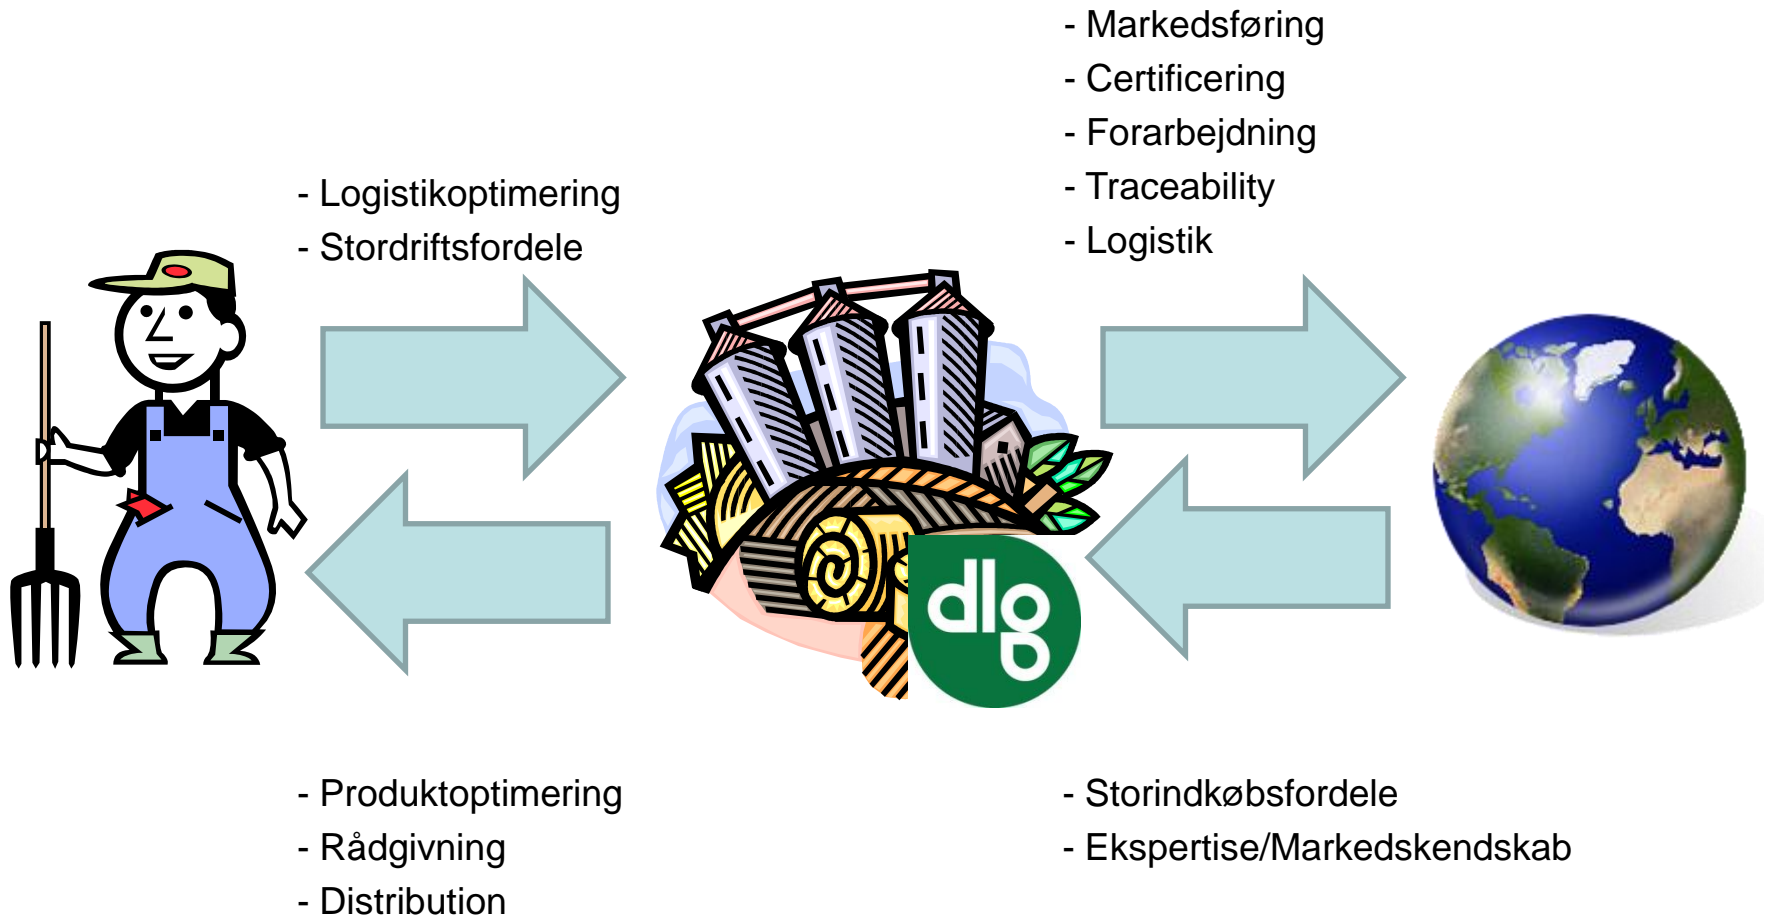 - Markedsføring
- Certificering
- Forarbejdning
- Traceability
- Logistik
- Logistikoptimering
- Stordriftsfordele
dlg
- Produktoptimering
- Rådgivning
- Distribution
- Storindkøbsfordele
- Ekspertise/Markedskendskab